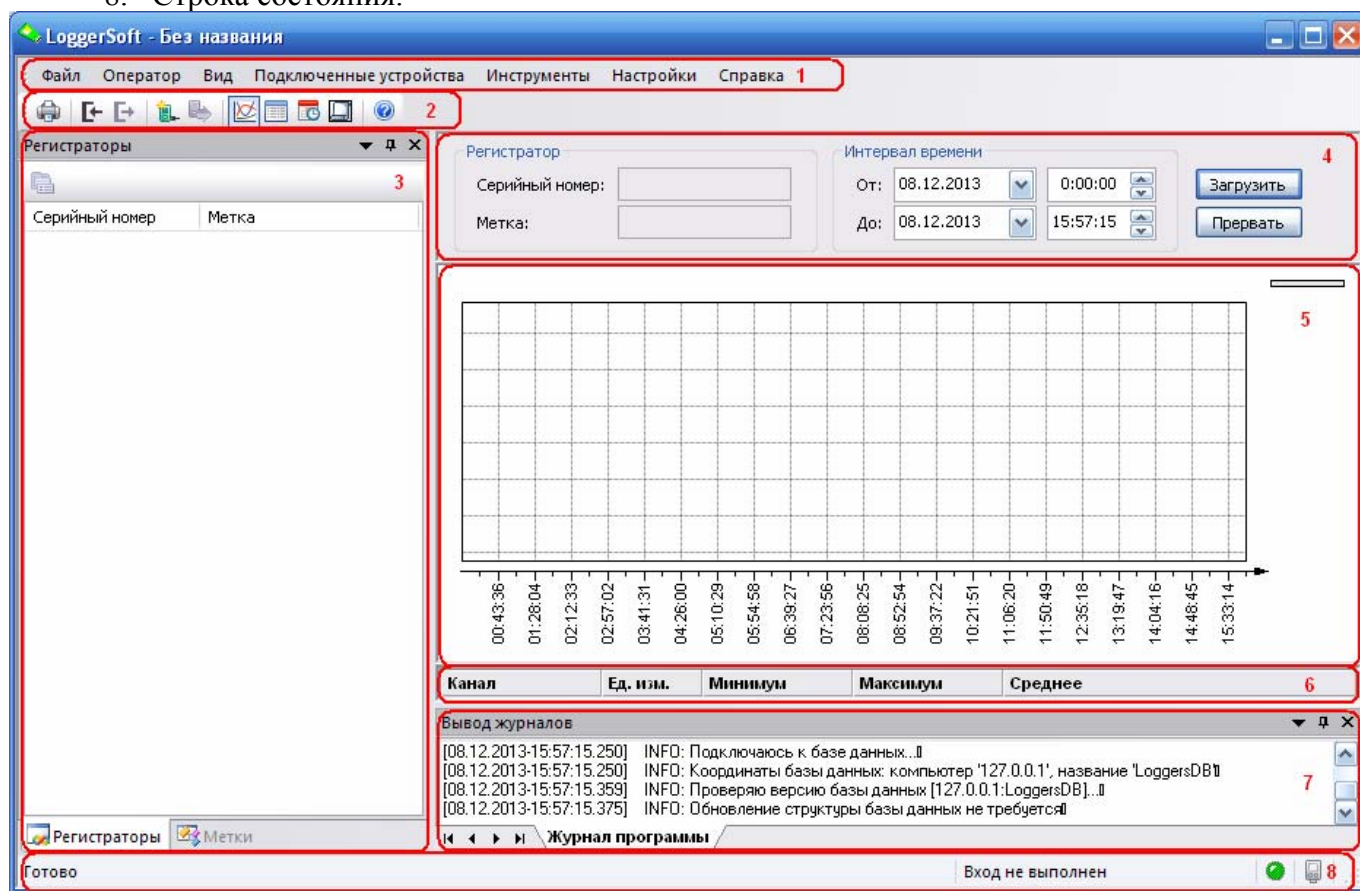 8. Строка состояния.
LoggerSoft - Без названия
Файл Оператор Вид Подключенные устройства Инструменты Настройки Справка 1
2
Регистраторы
3
Серийный номер Метка
Регистратор
Серийный номер:
Метка:
Интервал времени
От: 08.12.2013 0:00:00
До: 08.12.2013 15:57:15
Загрузить
Прервать
4
5
00:43:36
01:28:04
02:12:33
02:57:02
03:41:31
04:26:00
05:10:29
05:54:58
06:39:27
07:23:56
08:08:25
08:52:54
09:37:22
10:21:51
11:06:20
11:50:49
12:35:18
13:19:47
14:04:16
14:48:45
15:33:14
Канал Ед. изм. Минимум Максимум Среднее 6
Вывод журналов
[08.12.2013-15:57:15.250] INFO: Подключаюсь к базе данных...
[08.12.2013-15:57:15.250] INFO: Координаты базы данных: компьютер '127.0.0.1', название 'LoggersDB'
[08.12.2013-15:57:15.359] INFO: Проверяю версию базы данных [127.0.0.1:LoggersDB]...
[08.12.2013-15:57:15.375] INFO: Обновление структуры базы данных не требуется
7
Журнал программы
Регистраторы Метки
Готово Вход не выполнен 8